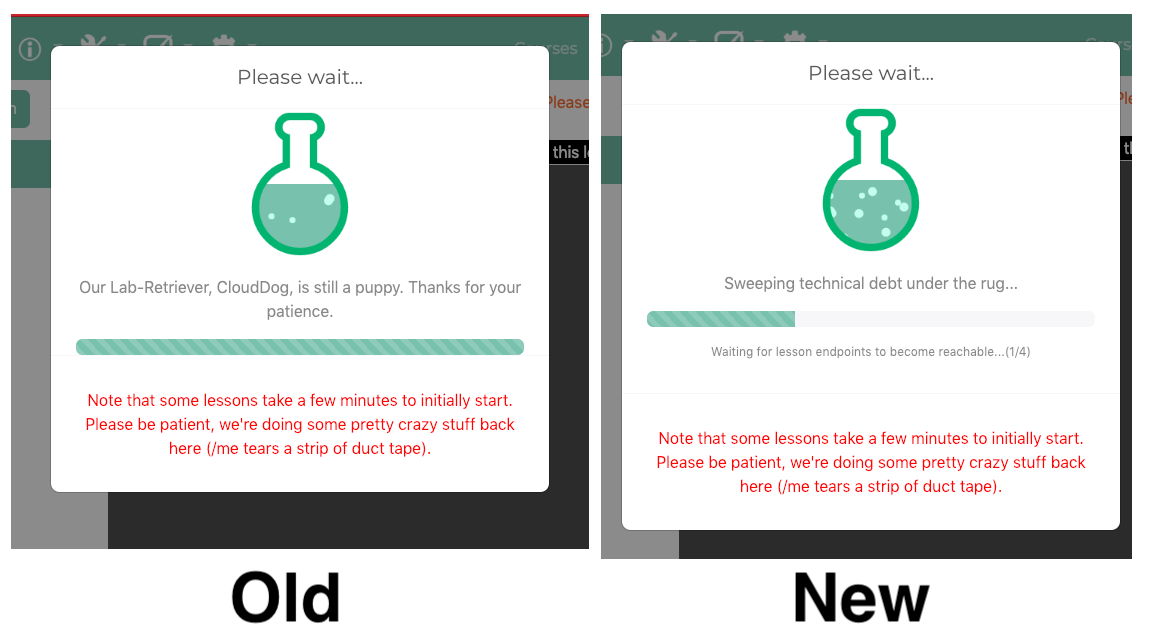 Courses
Please wait...
Please
this
Our Lab-Retriever, CloudDog, is still a puppy. Thanks for your
patience.
Note that some lessons take a few minutes to initially start.
Please be patient, we're doing some pretty crazy stuff back
here (/me tears a strip of duct tape).
Old
Please wait...
Sweeping technical debt under the rug...
Waiting for lesson endpoints to become reachable...(1/4)
Note that some lessons take a few minutes to initially start.
Please be patient, we're doing some pretty crazy stuff back
here (/me tears a strip of duct tape).
New